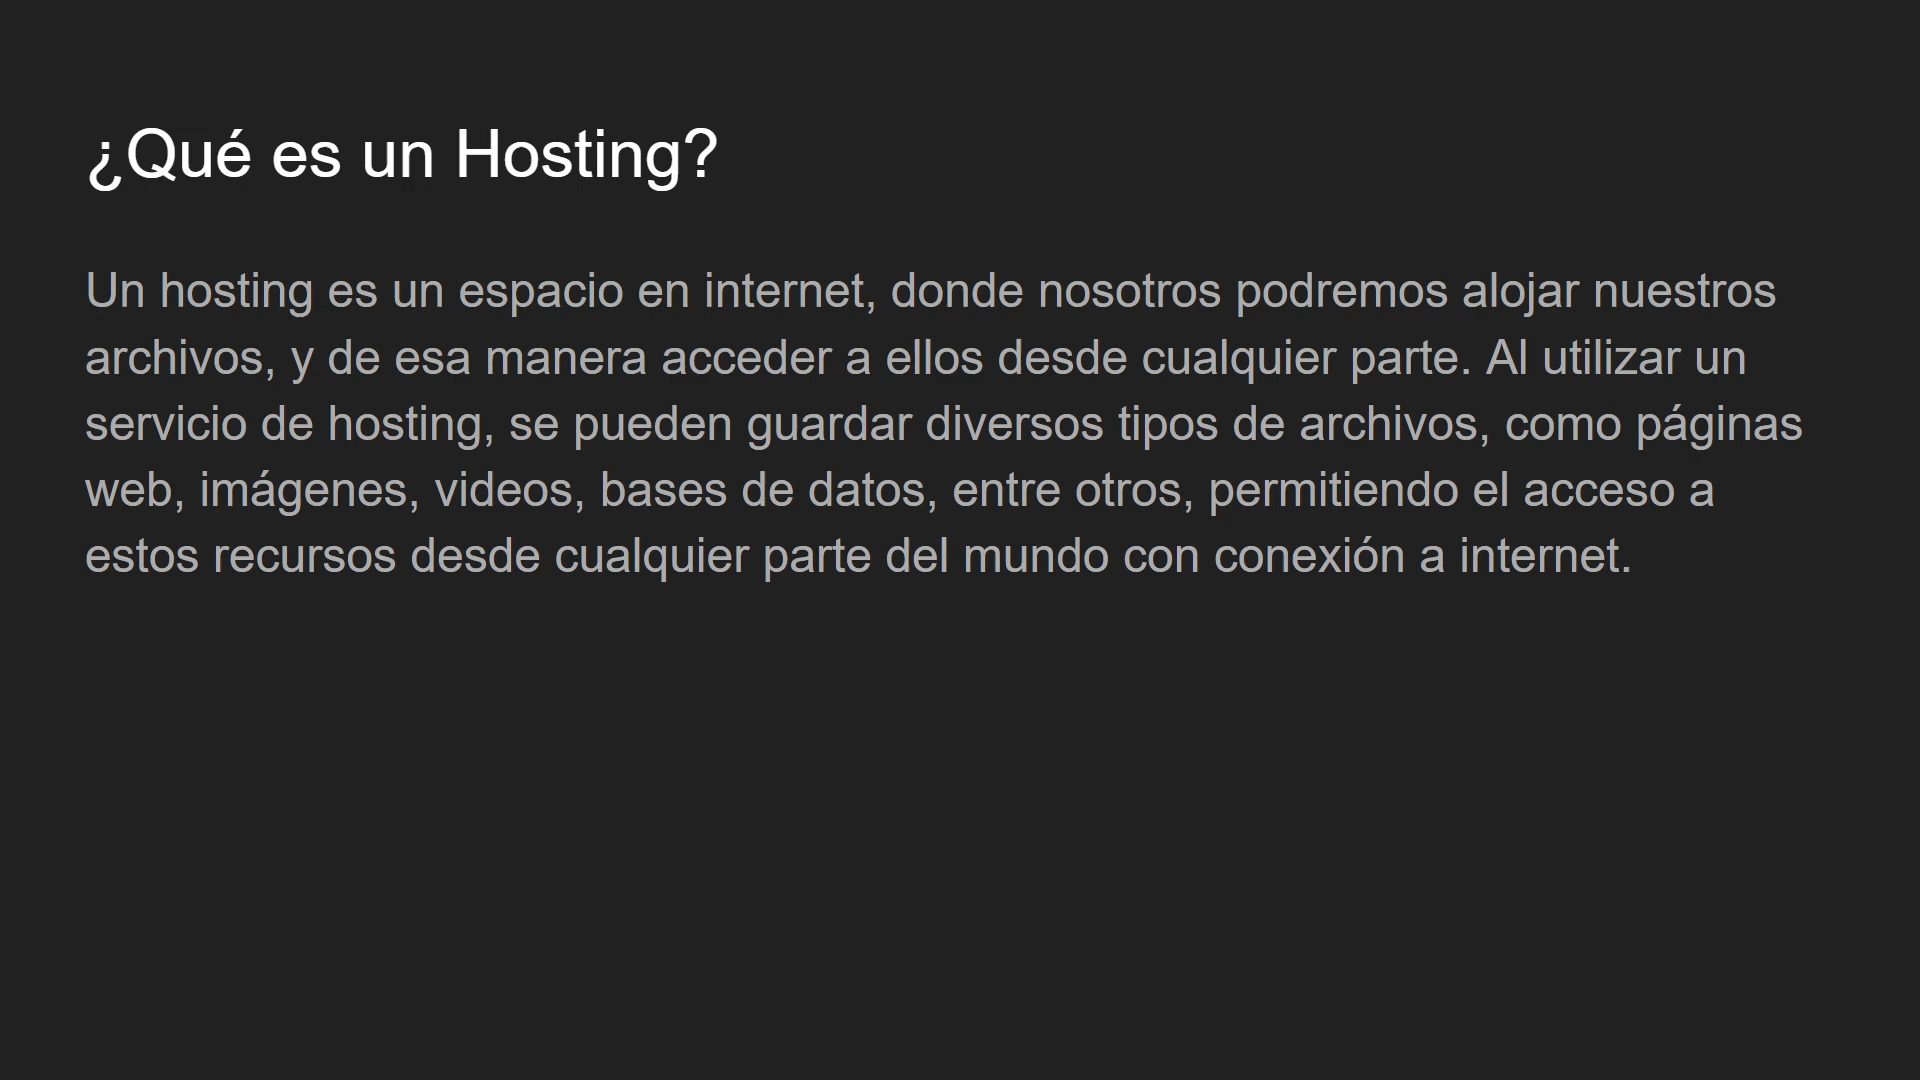 ¿Qué es un Hosting?
Un hosting es un espacio en internet, donde nosotros podremos alojar nuestros
archivos, y de esa manera acceder a ellos desde cualquier parte. Al utilizar un
servicio de hosting, se pueden guardar diversos tipos de archivos, como páginas
web, imágenes, videos, bases de datos, entre otros, permitiendo el acceso a
estos recursos desde cualquier parte del mundo con conexión a internet.